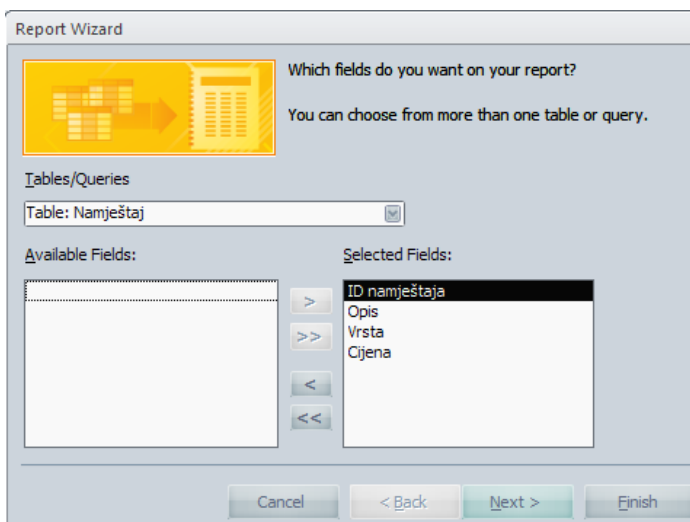 Report Wizard
Which fields do you want on your report?
You can choose from more than one table or query.
Tables/Queries
Table: Namještaj
Available Fields:
Selected Fields:
ID namještaja
Opis
Vrsta
Cijena
>
>>
<
<<
Cancel
< Back
Next >
Finish